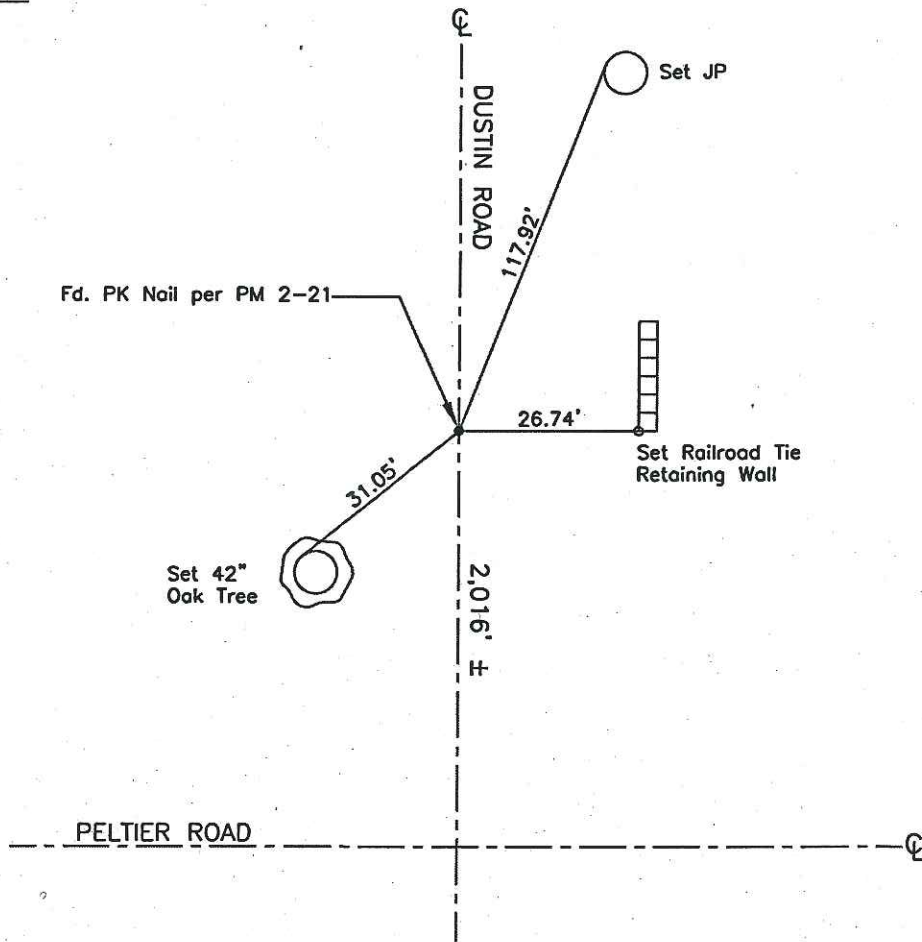 ℄
Set JP
DUSTIN ROAD
117.92'
Fd. PK Nail per PM 2-21
26.74'
Set Railroad Tie
Retaining Wall
31.05'
Set 42"
Oak Tree
2,016' ±
PELTIER ROAD
℄